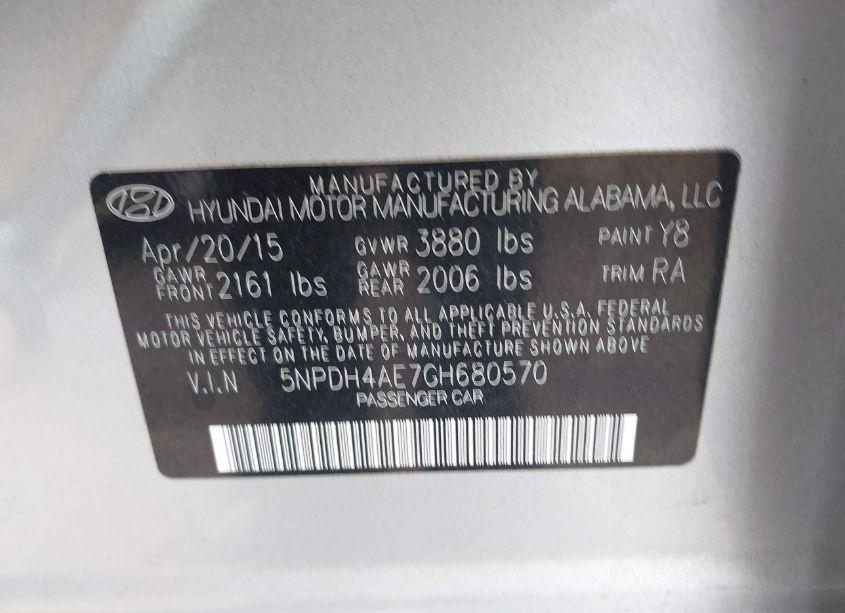 MANUFACTURED BY
HYUNDAI MOTOR MANUFACTURING ALABAMA, LLC
Apr/20/15 GVWR 3880 lbs PAINT Y8
GAWR FRONT 2161 lbs GAWR REAR 2006 lbs TRIM RA
THIS VEHICLE CONFORMS TO ALL APPLICABLE U.S.A. FEDERAL
MOTOR VEHICLE SAFETY, BUMPER, AND THEFT PREVENTION STANDARDS
IN EFFECT ON THE DATE OF MANUFACTURE SHOWN ABOVE.
V.I.N 5NPDH4AE7GH680570
PASSENGER CAR